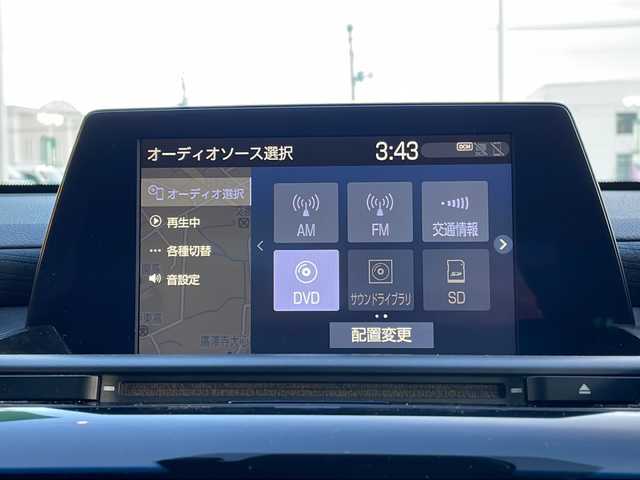 オーディオソース選択
3:43
DCM
オーディオ選択
再生中
各種切替
音設定
AM
FM
交通情報
DVD
サウンドライブラリ
SD
配置変更